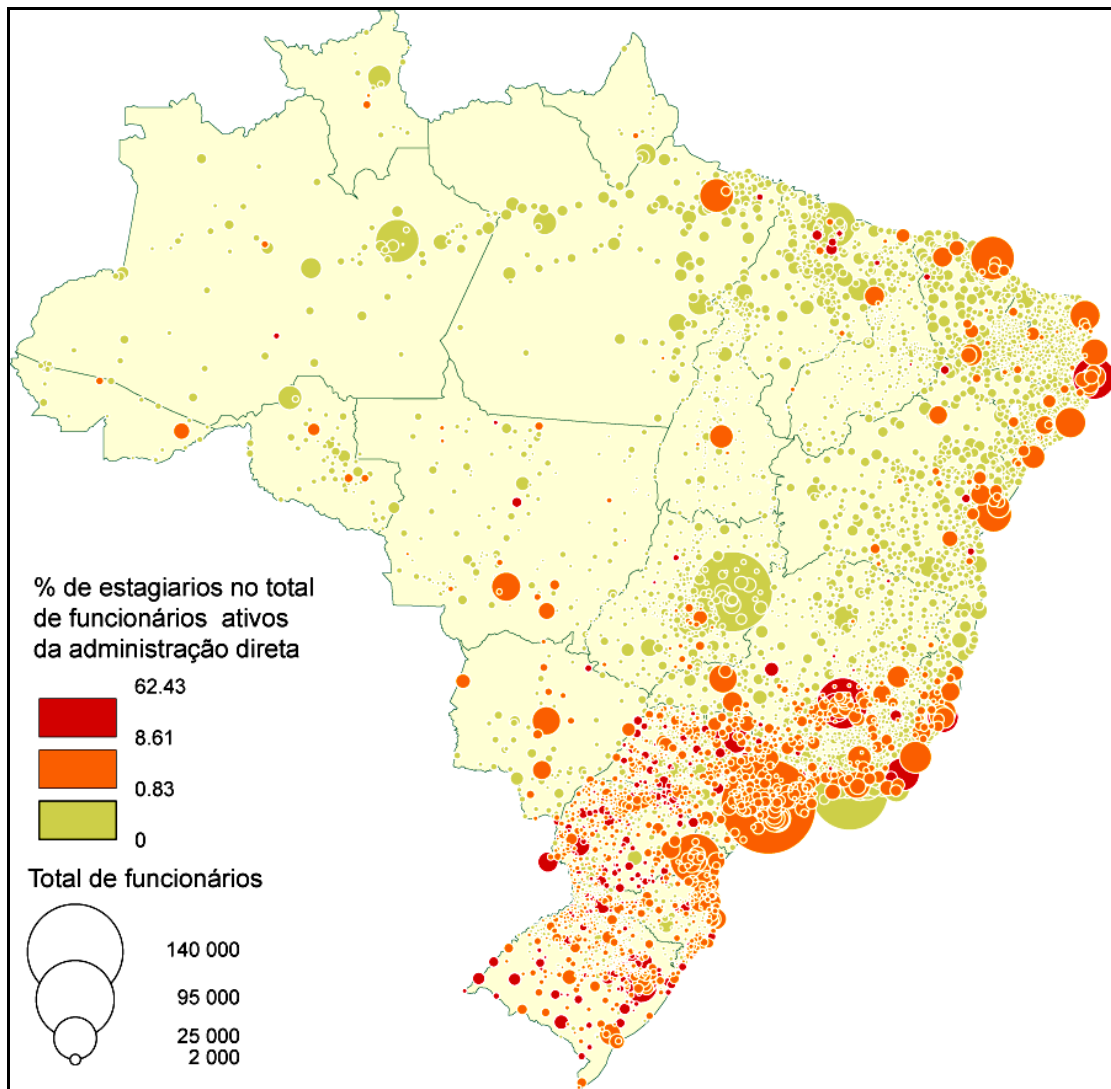 % de estagiarios no total
de funcionários ativos
da administração direta
62.43
8.61
0.83
0
Total de funcionários
140 000
95 000
25 000
2 000